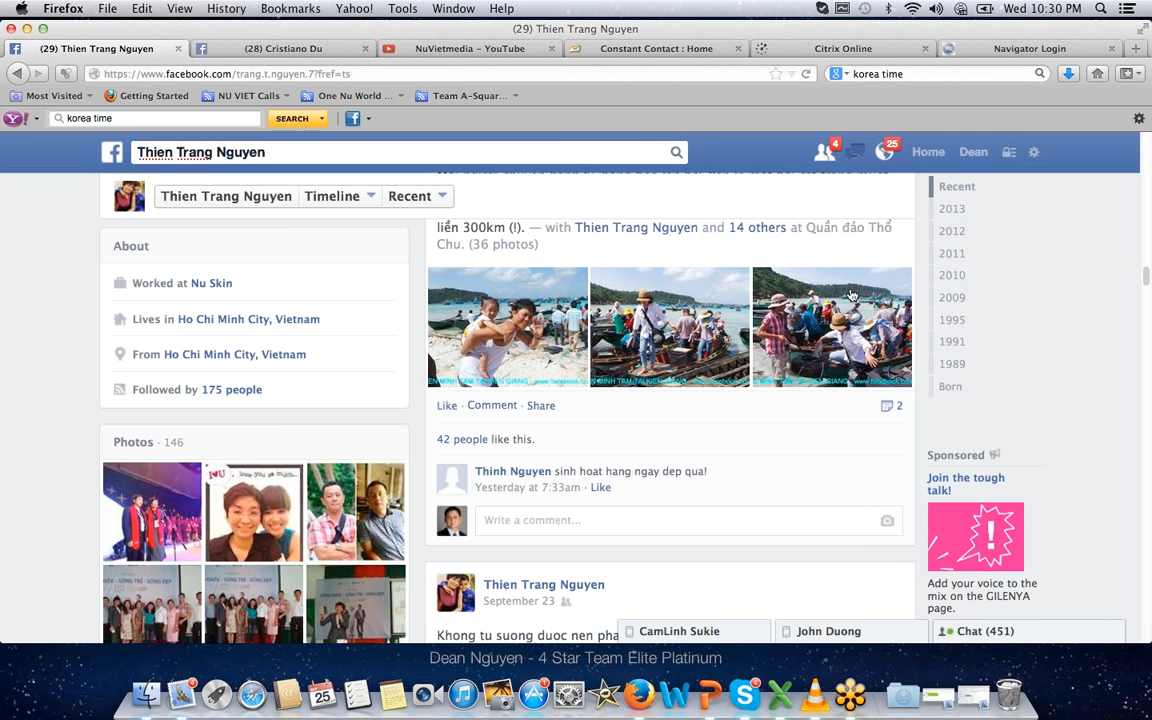 Firefox File Edit View History Bookmarks Yahoo! Tools Window Help Wed 10:30 PM
(29) Thien Trang Nguyen
(29) Thien Trang Nguyen (28) Cristiano Du NuVietmedia – YouTube Constant Contact : Home Citrix Online Navigator Login
https://www.facebook.com/trang.t.nguyen.7?fref=ts korea time
Most Visited Getting Started NU VIET Calls One Nu World ... Team A-Squar...
korea time SEARCH
Thien Trang Nguyen 4 25 Home Dean
Thien Trang Nguyen Timeline Recent
Recent
2013
2012
2011
2010
2009
1995
1991
1989
Born
About
Worked at Nu Skin
Lives in Ho Chi Minh City, Vietnam
From Ho Chi Minh City, Vietnam
Followed by 175 people
Photos · 146
liền 300km (!). — with Thien Trang Nguyen and 14 others at Quần đảo Thổ
Chu. (36 photos)
Like · Comment · Share 2
42 people like this.
Thinh Nguyen sinh hoat hang ngay dep qua!
Yesterday at 7:33am · Like
Write a comment...
Thien Trang Nguyen
September 23
Khong tu suong duoc nen pha
Sponsored
Join the tough
talk!
Add your voice to the
mix on the GILENYA
page.
CamLinh Sukie John Duong Chat (451)
Dean Nguyen - 4 Star Team Elite Platinum